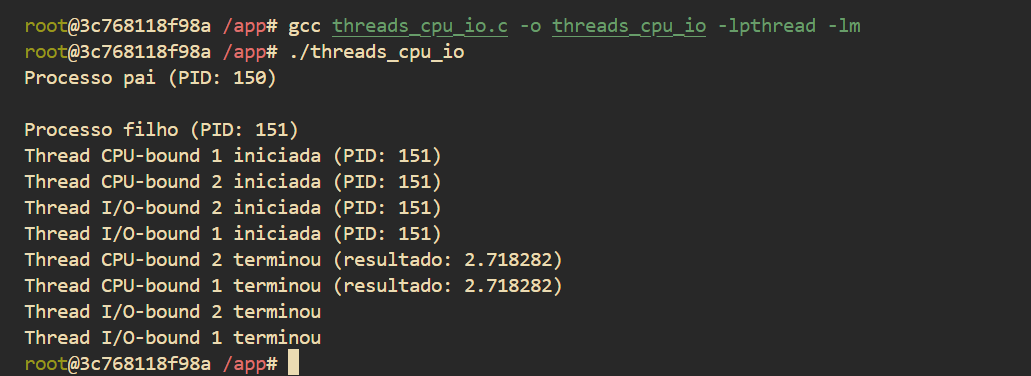 root@3c768118f98a /app# gcc threads_cpu_io.c -o threads_cpu_io -lpthread -lm
root@3c768118f98a /app# ./threads_cpu_io
Processo pai (PID: 150)
Processo filho (PID: 151)
Thread CPU-bound 1 iniciada (PID: 151)
Thread CPU-bound 2 iniciada (PID: 151)
Thread I/O-bound 2 iniciada (PID: 151)
Thread I/O-bound 1 iniciada (PID: 151)
Thread CPU-bound 2 terminou (resultado: 2.718282)
Thread CPU-bound 1 terminou (resultado: 2.718282)
Thread I/O-bound 2 terminou
Thread I/O-bound 1 terminou
root@3c768118f98a /app#